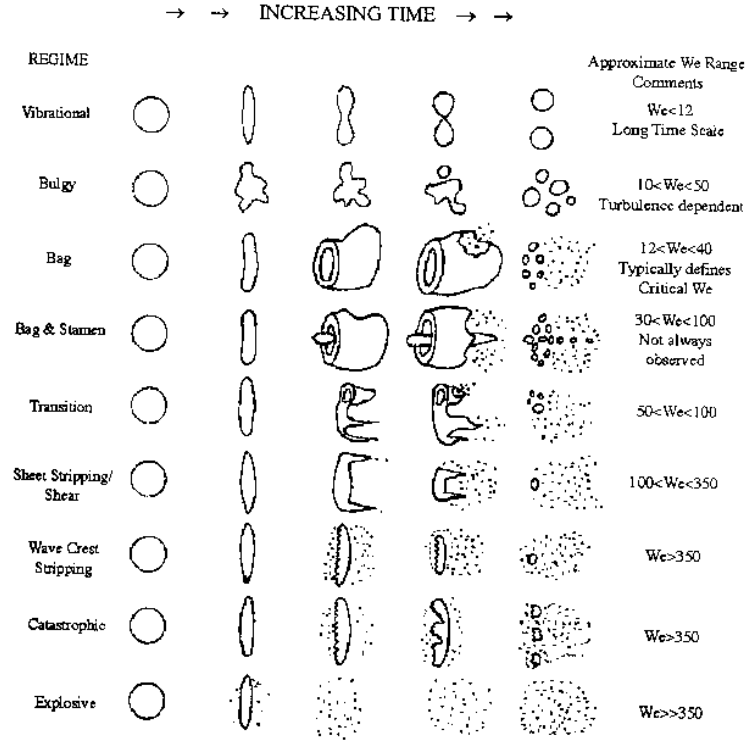 → → INCREASING TIME → →
REGIME
Approximate We Range
Comments
Vibrational
We<12
Long Time Scale
Bulgy
10<We<50
Turbulence dependent
Bag
12<We<40
Typically defines
Critical We
Bag & Stamen
30<We<100
Not always
observed
Transition
50<We<100
Sheet Stripping/
Shear
100<We<350
Wave Crest
Stripping
We>350
Catastrophic
We>350
Explosive
We>>350